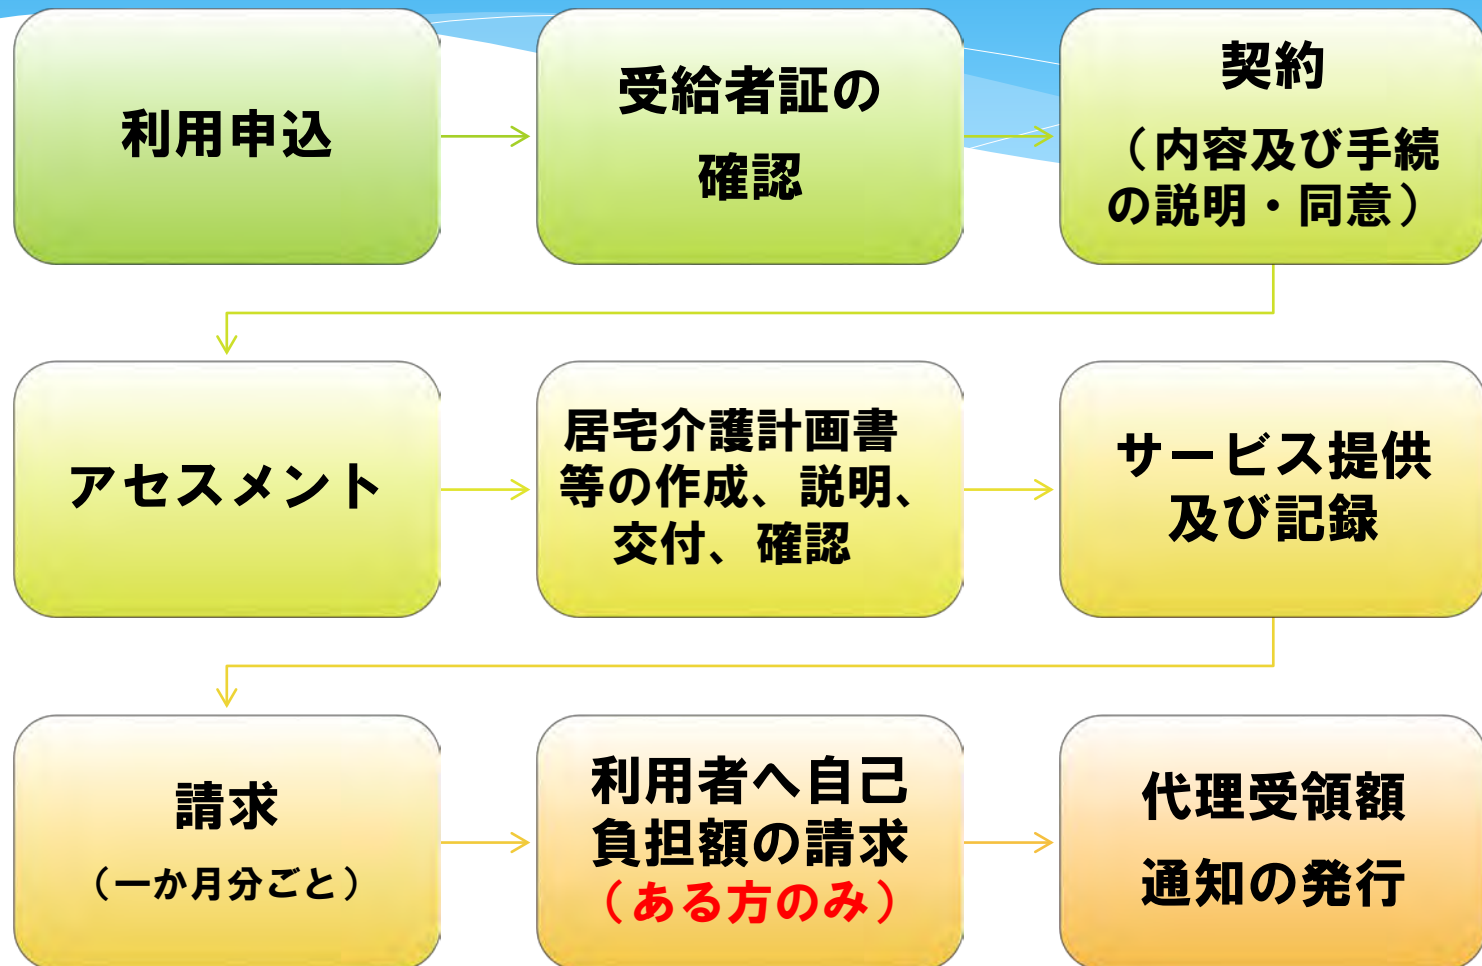 利用申込
受給者証の
確認
契約
（内容及び手続
の説明・同意）
アセスメント
居宅介護計画書
等の作成、説明、
交付、確認
サービス提供
及び記録
請求
（一か月分ごと）
利用者へ自己
負担額の請求
（ある方のみ）
代理受領額
通知の発行